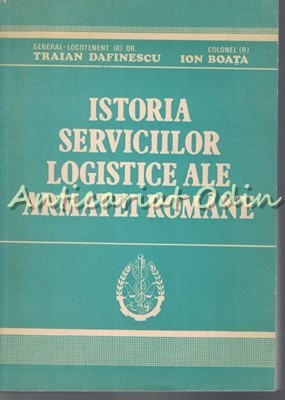 GENERAL-LOCOTENENT (R) DR.
TRAIAN DAFINESCU
COLONEL (R)
ION BOAȚĂ
ISTORIA
SERVICIILOR
LOGISTICE ALE
ARMATEI ROMÂNE
Anticariat-Odin